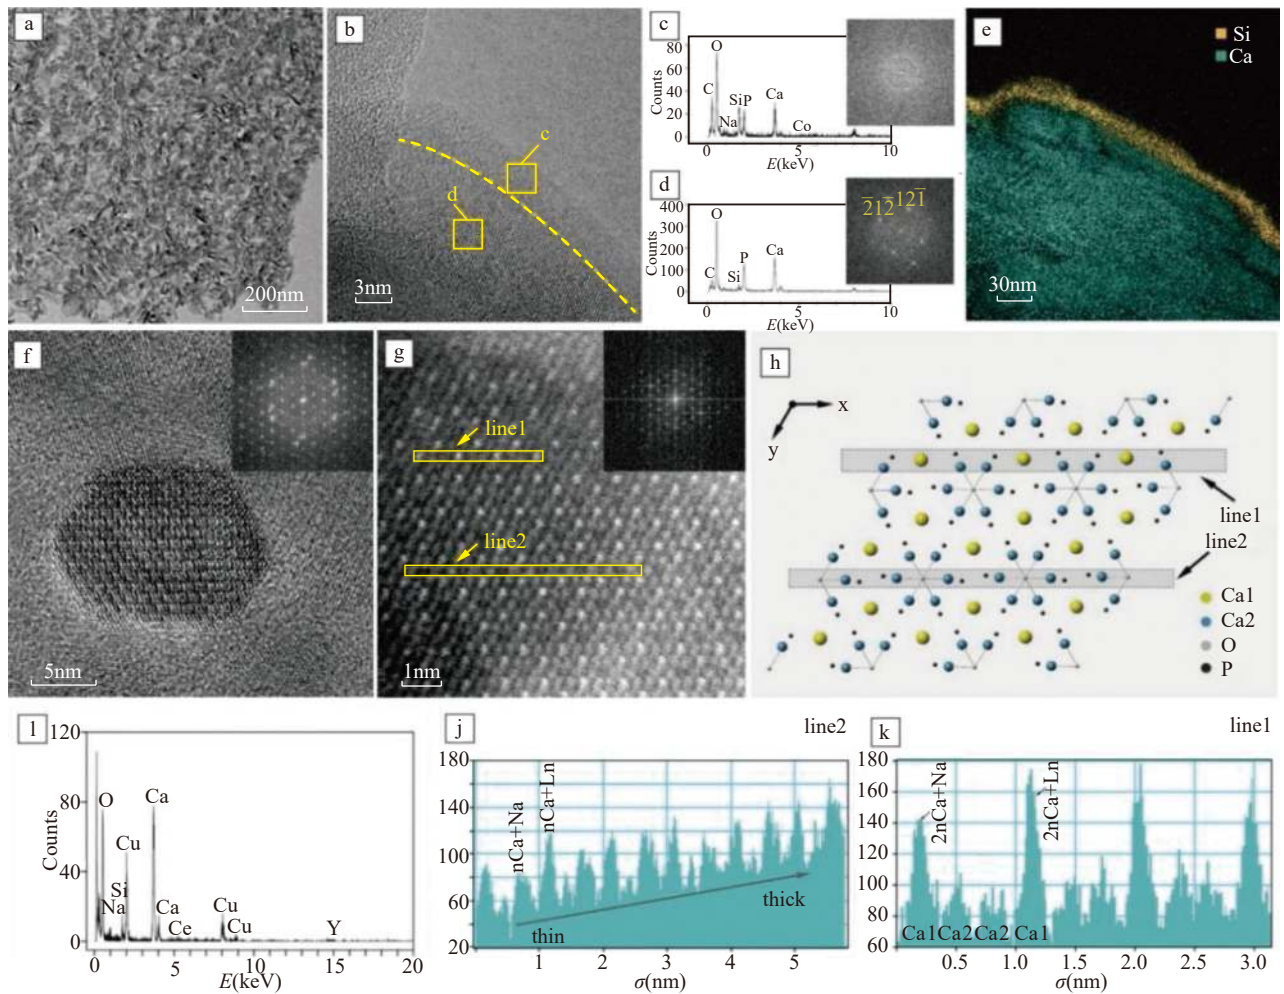 a
200nm
b
c
d
3nm
c
Counts
80
60
40
20
0
O
C
Na
Si P
Ca
Co
0
5
10
E(keV)
d
Counts
400
300
200
100
0
O
C
Si
P
Ca
0
5
10
E(keV)
2̅12̅ 121̅
e
Si
Ca
30nm
f
5nm
g
line1
line2
1nm
h
x
y
line1
line2
Ca1
Ca2
O
P
l
Counts
120
80
40
0
O
Na
Si
Cu
Ca
Ca
Ce
Cu
Cu
Y
0
5
10
15
20
E(keV)
j
line2
180
140
100
60
20
nCa+Na
nCa+Ln
thin
thick
1
2
3
4
5
σ(nm)
k
line1
180
160
140
120
100
80
60
2nCa+Na
2nCa+Ln
Ca1 Ca2 Ca2 Ca1
0.5
1.0
1.5
2.0
2.5
3.0
σ(nm)